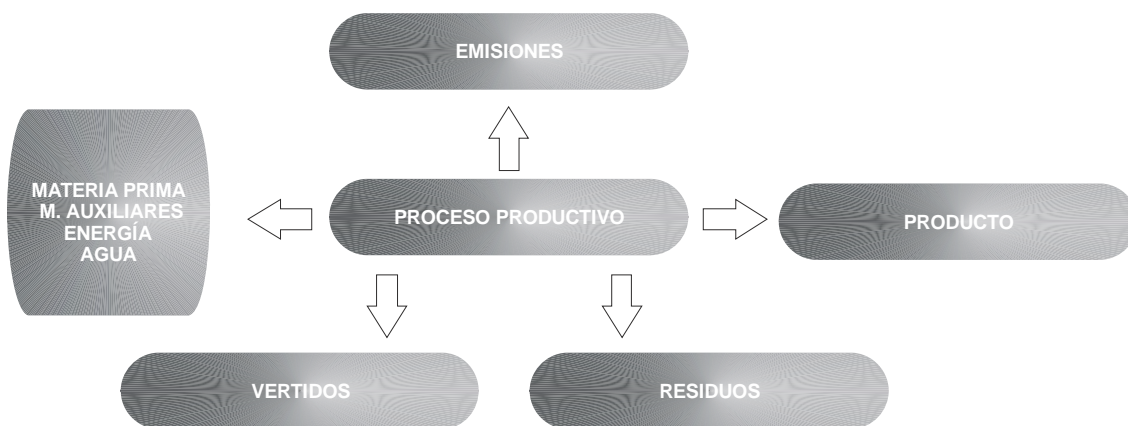 EMISIONES
MATERIA PRIMA
M. AUXILIARES
ENERGÍA
AGUA
PROCESO PRODUCTIVO
PRODUCTO
VERTIDOS
RESIDUOS